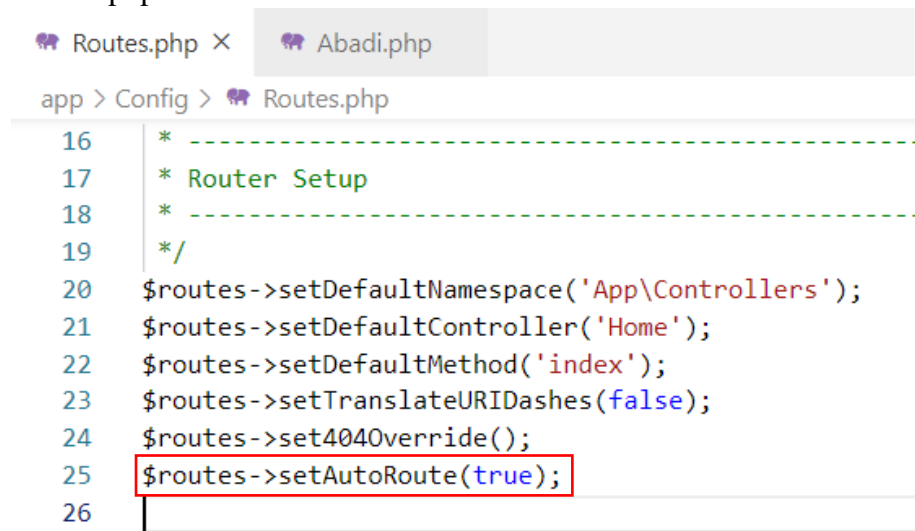 Routes.php ×
Abadi.php
app > Config > Routes.php
16 * ------------------------------------------------
17 * Router Setup
18 * ------------------------------------------------
19 */
20 $routes->setDefaultNamespace('App\Controllers');
21 $routes->setDefaultController('Home');
22 $routes->setDefaultMethod('index');
23 $routes->setTranslateURIDashes(false);
24 $routes->set404Override();
25 $routes->setAutoRoute(true);
26